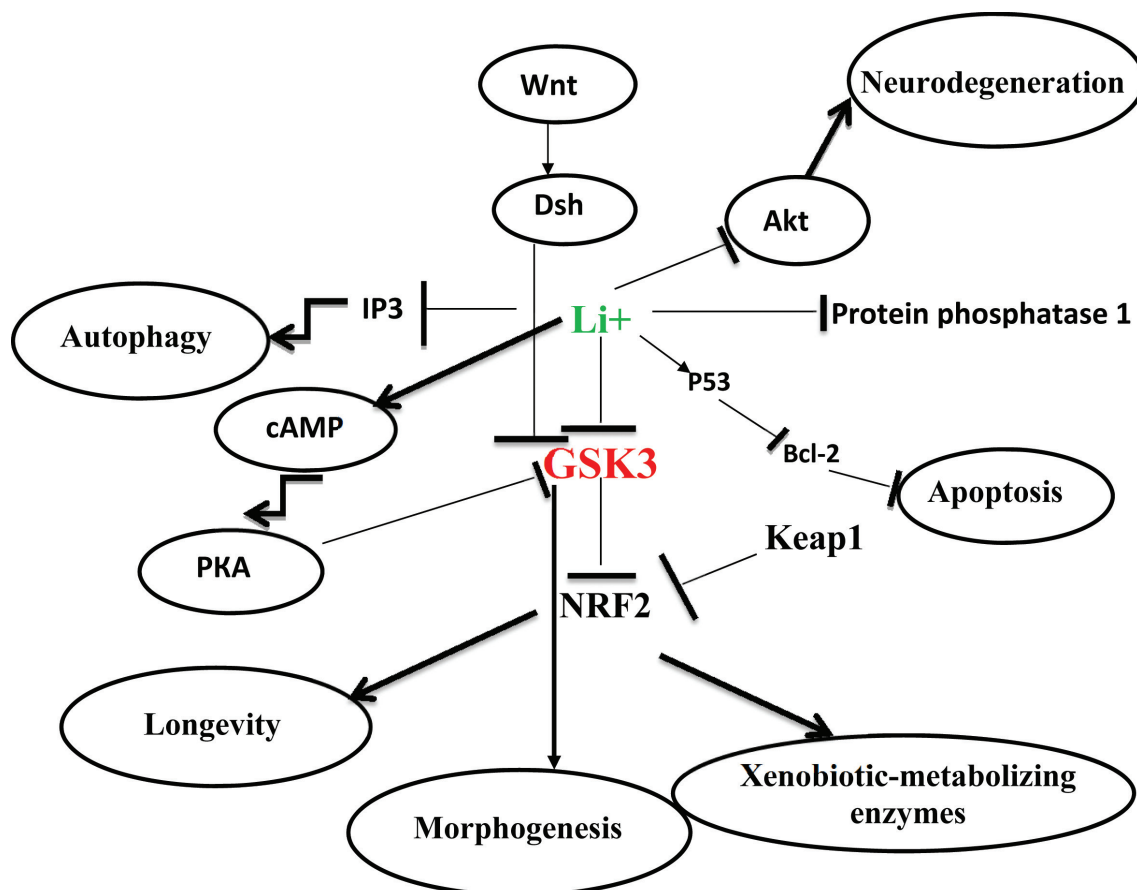 Wnt
Neurodegeneration
Dsh
Akt
IP3
Li+
Protein phosphatase 1
Autophagy
P53
cAMP
Bcl-2
GSK3
Apoptosis
Keap1
PKA
NRF2
Longevity
Xenobiotic-metabolizing
enzymes
Morphogenesis